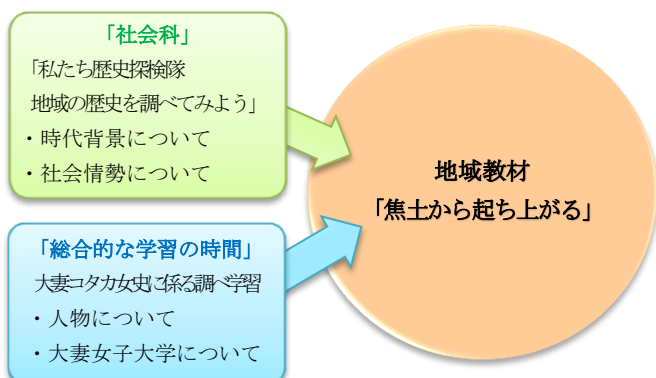 「社会科」
「私たち歴史探検隊
地域の歴史を調べてみよう」
・時代背景について
・社会情勢について
「総合的な学習の時間」
大妻コタカ女史に係る調べ学習
・人物について
・大妻女子大学について
地域教材
「焦土から起ち上がる」